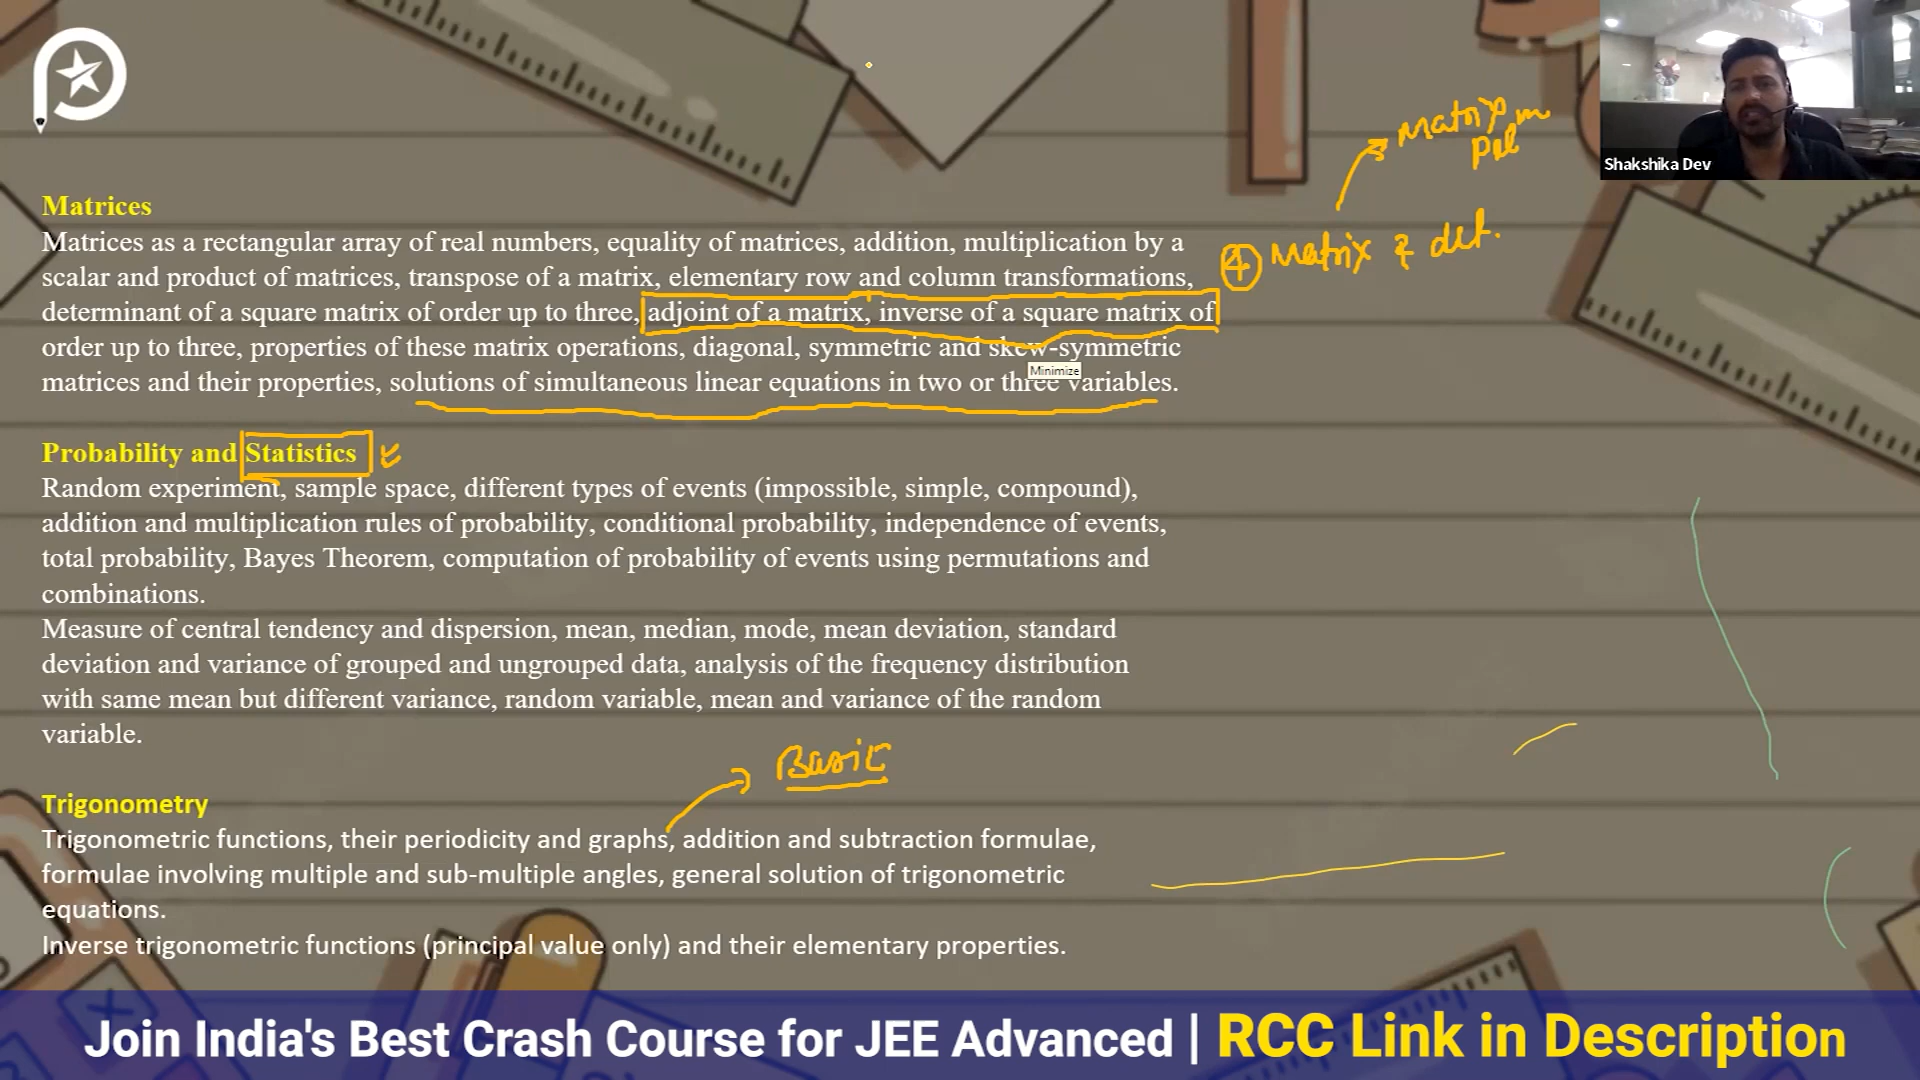 Shakshika Dev
Matrix m
④ Matrix & det.
Matrices
Matrices as a rectangular array of real numbers, equality of matrices, addition, multiplication by a
scalar and product of matrices, transpose of a matrix, elementary row and column transformations,
determinant of a square matrix of order up to three, adjoint of a matrix, inverse of a square matrix of
order up to three, properties of these matrix operations, diagonal, symmetric and skew-symmetric
Minimize
matrices and their properties, solutions of simultaneous linear equations in two or three variables.
Probability and Statistics
Random experiment, sample space, different types of events (impossible, simple, compound),
addition and multiplication rules of probability, conditional probability, independence of events,
total probability, Bayes Theorem, computation of probability of events using permutations and
combinations.
Measure of central tendency and dispersion, mean, median, mode, mean deviation, standard
deviation and variance of grouped and ungrouped data, analysis of the frequency distribution
with same mean but different variance, random variable, mean and variance of the random
variable.
Basic
Trigonometry
Trigonometric functions, their periodicity and graphs, addition and subtraction formulae,
formulae involving multiple and sub-multiple angles, general solution of trigonometric
equations.
Inverse trigonometric functions (principal value only) and their elementary properties.
Join India's Best Crash Course for JEE Advanced | RCC Link in Description